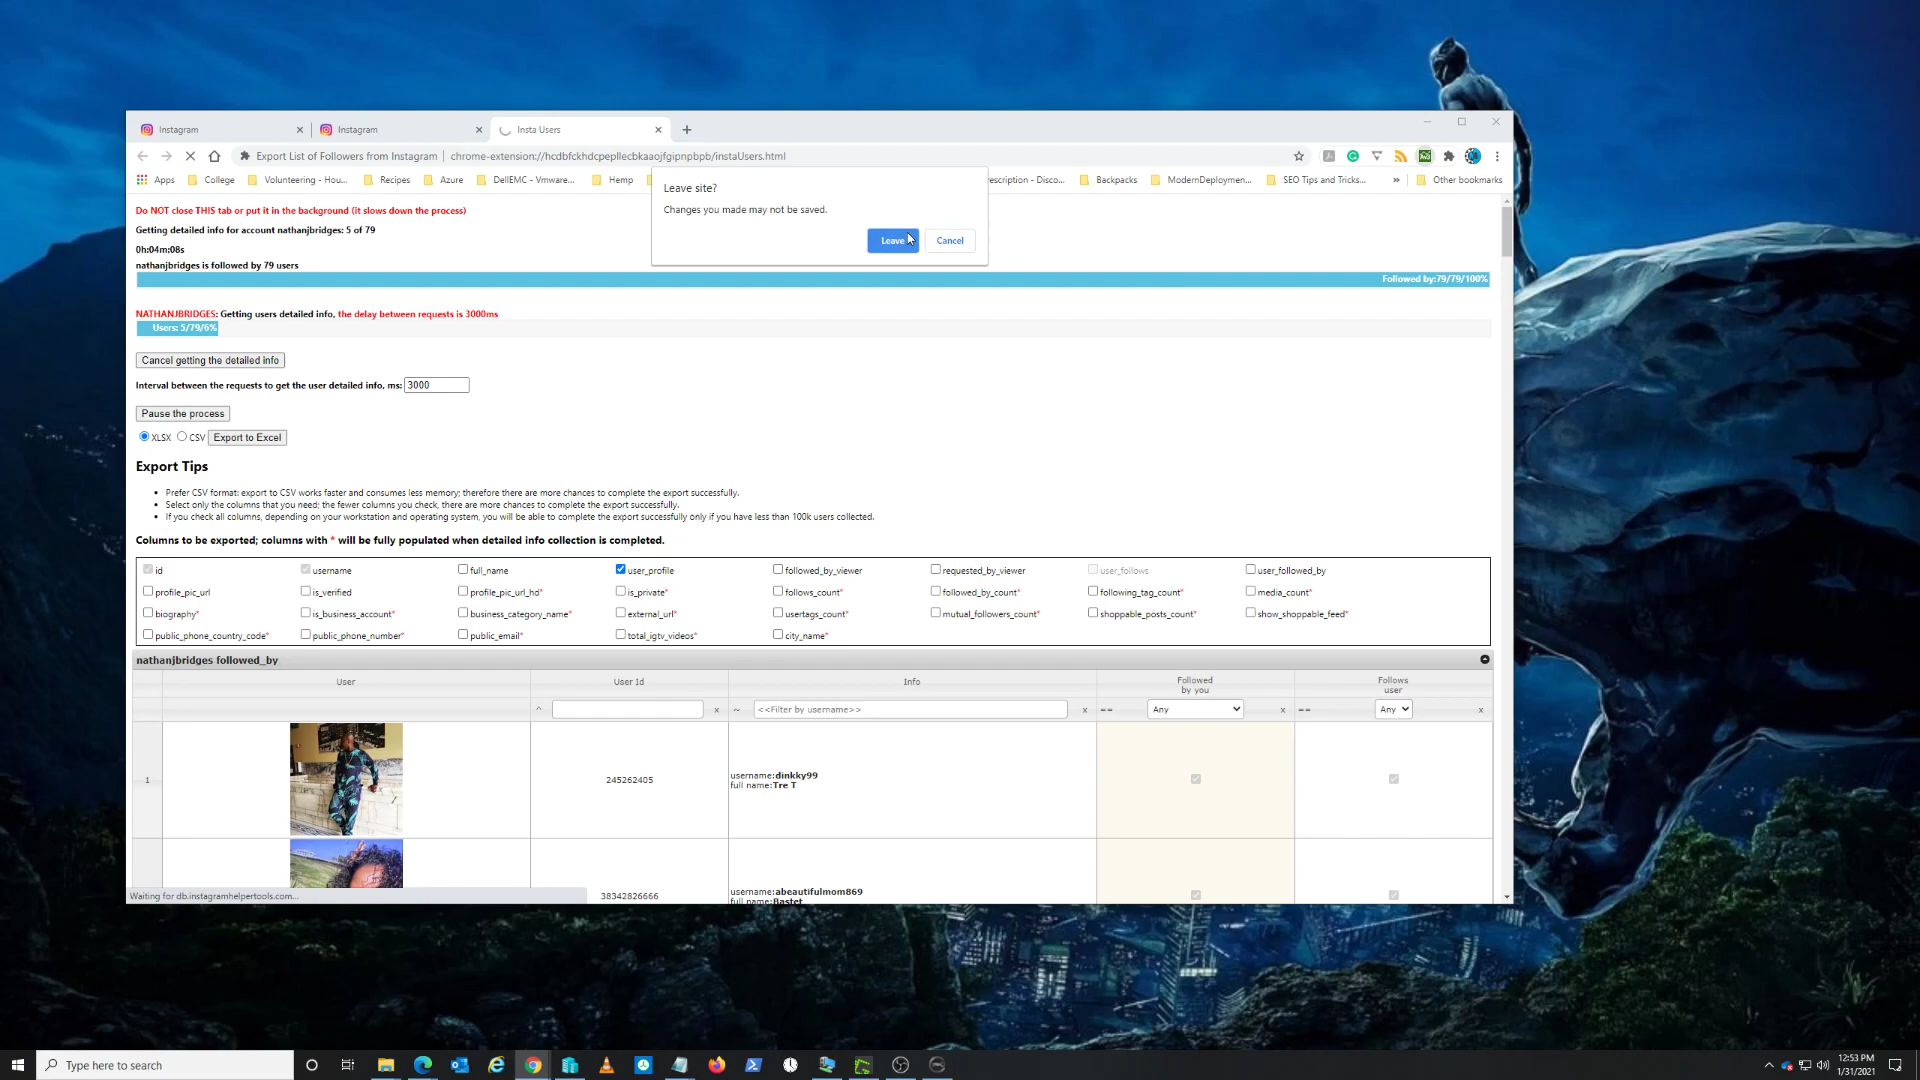 Instagram
Instagram
Insta Users
Export List of Followers from Instagram | chrome-extension://hcdbfckhdcpepllecbkaaojfgipnpbpb/instaUsers.html
Apps College Volunteering - Hou... Recipes Azure DellEMC - Vmware... Hemp escription - Disco... Backpacks ModernDeploymen... SEO Tips and Tricks... » Other bookmarks
Leave site?
Changes you made may not be saved.
Leave Cancel
Do NOT close THIS tab or put it in the background (it slows down the process)
Getting detailed info for account nathanjbridges: 5 of 79
0h:04m:08s
nathanjbridges is followed by 79 users
Followed by:79/79/100%
NATHANJBRIDGES: Getting users detailed info, the delay between requests is 3000ms
Users: 5/79/6%
Cancel getting the detailed info
Interval between the requests to get the user detailed info, ms: 3000
Pause the process
XLSX CSV Export to Excel
Export Tips
• Prefer CSV format: export to CSV works faster and consumes less memory; therefore there are more chances to complete the export successfully.
• Select only the columns that you need; the fewer columns you check, there are more chances to complete the export successfully.
• If you check all columns, depending on your workstation and operating system, you will be able to complete the export successfully only if you have less than 100k users collected.
Columns to be exported; columns with * will be fully populated when detailed info collection is completed.
id username full_name user_profile followed_by_viewer requested_by_viewer user_follows user_followed_by
profile_pic_url is_verified profile_pic_url_hd* is_private* follows_count* followed_by_count* following_tag_count* media_count*
biography* is_business_account* business_category_name* external_url* usertags_count* mutual_followers_count* shoppable_posts_count* show_shoppable_feed*
public_phone_country_code* public_phone_number* public_email* total_igtv_videos* city_name*
nathanjbridges followed_by
User User Id Info Followed by you Follows user
^ x ~ <<Filter by username>> x == Any x == Any x
1 245262405 username:dinkky99
full name:Tre T
38342826666 username:abeautifulmom869
full name:Bastet
Waiting for db.instagramhelpertools.com...
Type here to search
12:53 PM
1/31/2021